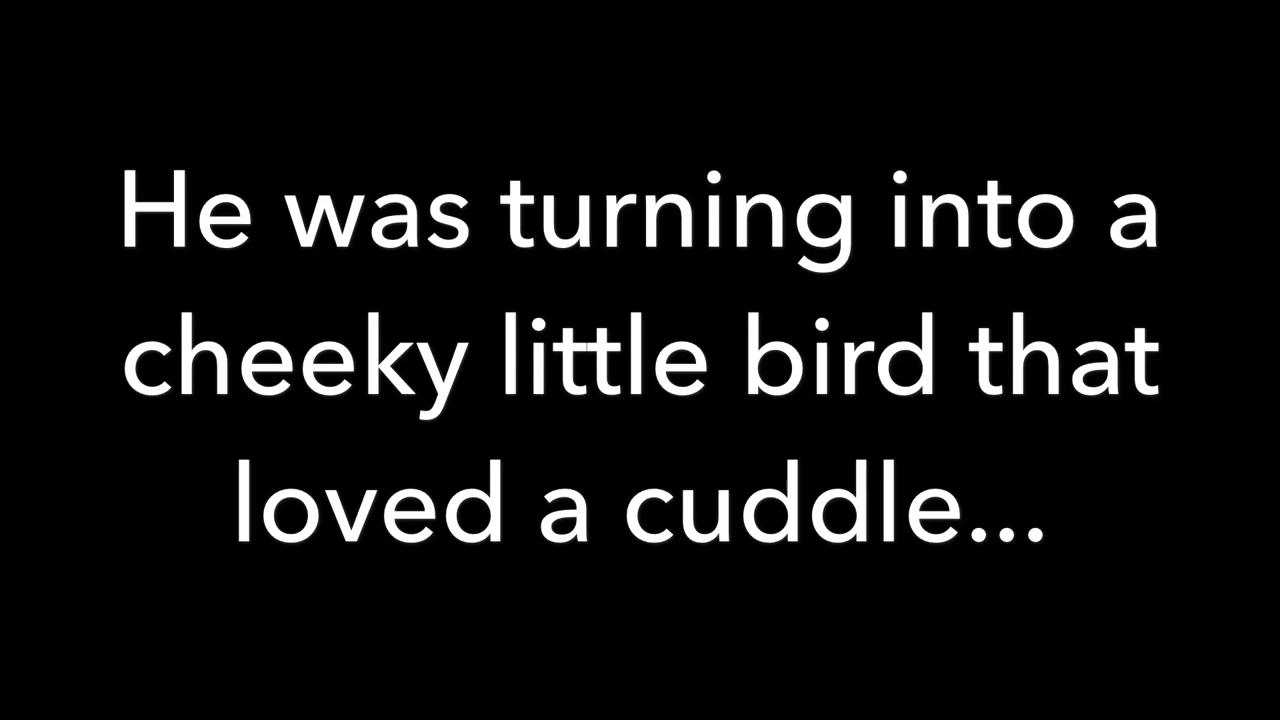 He was turning into a
cheeky little bird that
loved a cuddle...